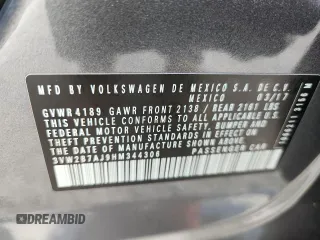 MFD BY VOLKSWAGEN DE MEXICO S.A. DE C.V.
MEXICO 03/17
GVWR 4189 GAWR FRONT 2138 / REAR 2161 LBS
THIS VEHICLE CONFORMS TO ALL APPLICABLE
FEDERAL MOTOR VEHICLE SAFETY, BUMPER AND
THEFT PREVENTION STANDARDS IN EFFECT ON
THE DATE OF MANUFACTURE SHOWN ABOVE.
3VW2B7AJ9HM344308 PASSENGER CAR
DREAMBID